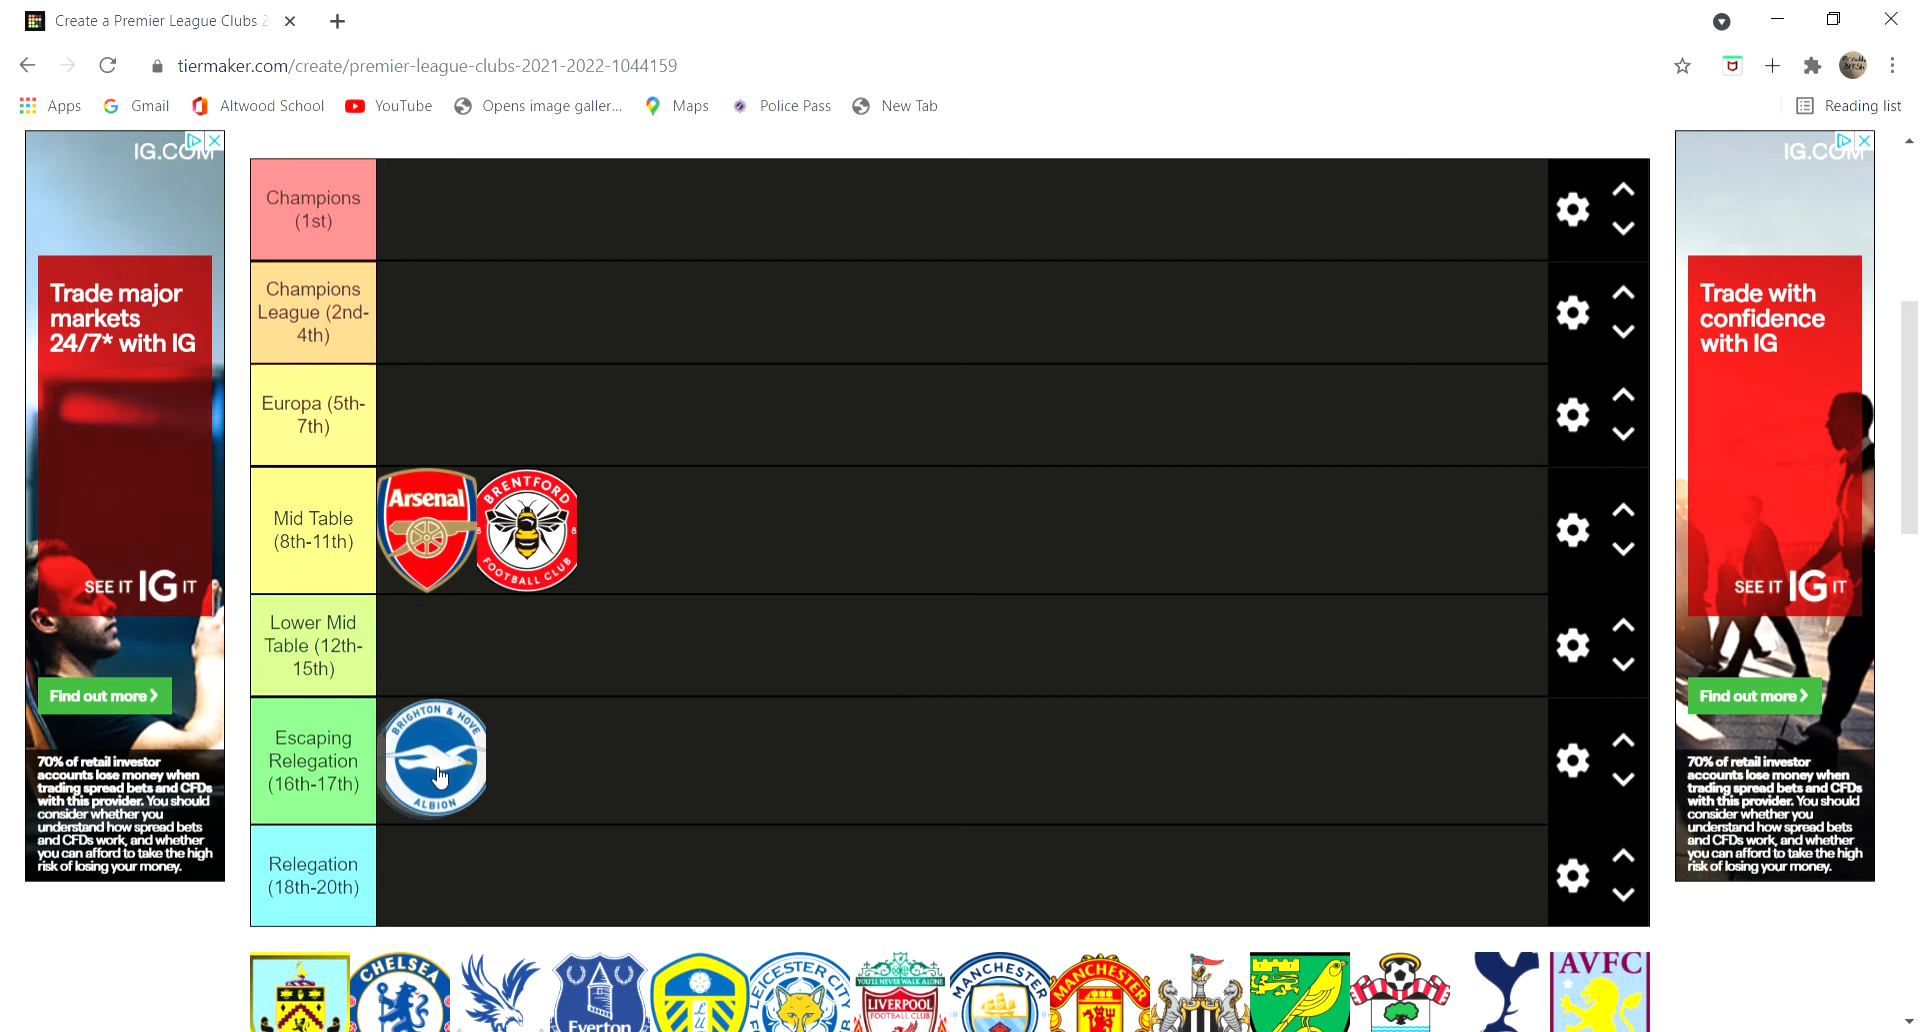 Create a Premier League Clubs 2
tiermaker.com/create/premier-league-clubs-2021-2022-1044159
Apps
Gmail
Altwood School
YouTube
Opens image galler...
Maps
Police Pass
New Tab
Reading list
IG.COM
Trade major
markets
24/7* with IG
SEE IT IG IT
Find out more
70% of retail investor
accounts lose money when
trading spread bets and CFDs
with this provider. You should
consider whether you
understand how spread bets
and CFDs work, and whether
you can afford to take the high
risk of losing your money.
Champions
(1st)
Champions
League (2nd-
4th)
Europa (5th-
7th)
Mid Table
(8th-11th)
Arsenal
BRENTFORD
FOOTBALL CLUB
Lower Mid
Table (12th-
15th)
Escaping
Relegation
(16th-17th)
BRIGHTON & HOVE
ALBION
Relegation
(18th-20th)
CHELSEA
Everton
LEICESTER CITY
YOU'LL NEVER WALK ALONE
LIVERPOOL
FOOTBALL CLUB
MANCHESTER
MANCHESTER
AVFC
IG.COM
Trade with
confidence
with IG
SEE IT IG IT
Find out more
70% of retail investor
accounts lose money when
trading spread bets and CFDs
with this provider. You should
consider whether you
understand how spread bets
and CFDs work, and whether
you can afford to take the high
risk of losing your money.